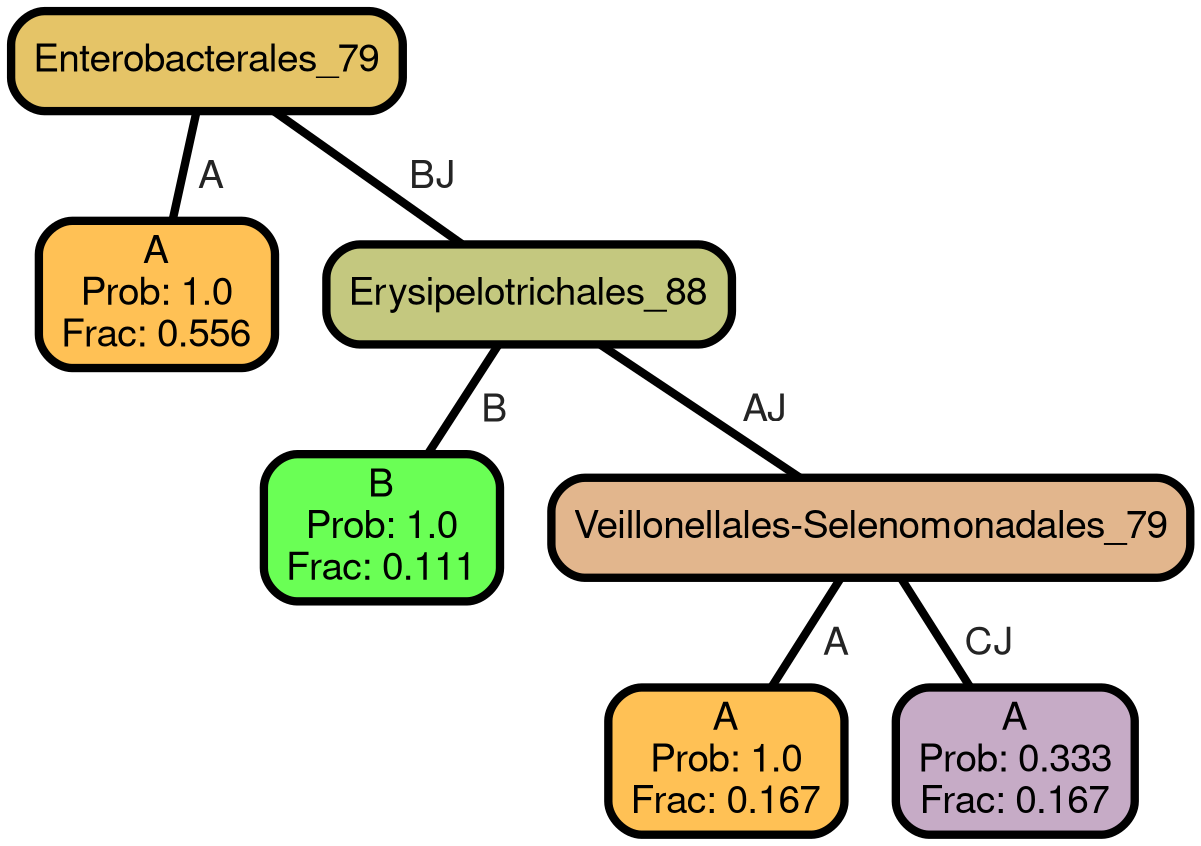 Enterobacterales_79
A
BJ
A
Prob: 1.0
Frac: 0.556
Erysipelotrichales_88
B
AJ
B
Prob: 1.0
Frac: 0.111
Veillonellales-Selenomonadales_79
A
CJ
A
Prob: 1.0
Frac: 0.167
A
Prob: 0.333
Frac: 0.167